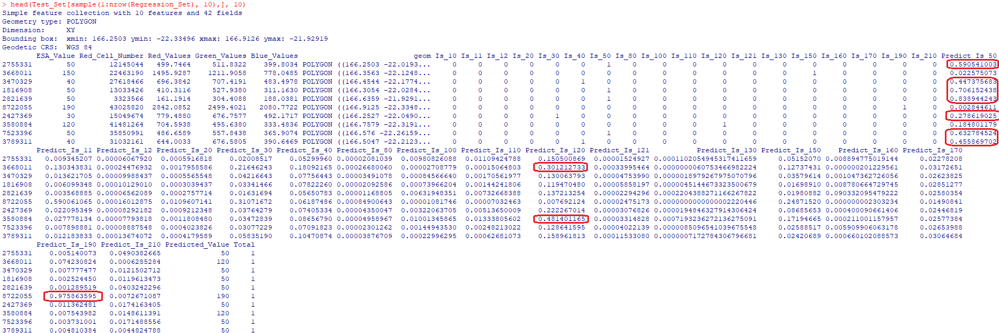 > head(Test_Set[sample(1:nrow(Regression_Set), 10),], 10)
Simple feature collection with 10 features and 42 fields
Geometry type: POLYGON
Dimension:     XY
Bounding box:  xmin: 166.2503 ymin: -22.33496 xmax: 166.9126 ymax: -21.92919
Geodetic CRS:  WGS 84
ESA_Value Red_Cell_Number Red_Values Green_Values Blue_Values geom Is_10 Is_11 Is_12 Is_20 Is_30 Is_40 Is_50 Is_80 Is_100 Is_110 Is_120 Is_121 Is_130 Is_150 Is_160 Is_170 Is_190 Is_210 Predict_Is_50
2755331 50 12145044 499.7464 511.8322 399.8034 POLYGON ((166.2503 -22.0193... 0 0 0 0 0 0 1 0 0 0 0 0 0 0 0 0 0 0 0.590541003
3668011 150 22463190 1495.9287 1211.9058 778.0485 POLYGON ((166.3563 -22.1248... 0 0 0 0 0 0 0 0 0 0 0 0 0 1 0 0 0 0 0.022575073
3470329 40 27618466 696.3842 707.4191 483.4978 POLYGON ((166.4544 -22.1774... 0 0 0 0 0 1 0 0 0 0 0 0 0 0 0 0 0 0 0.447375683
1816908 50 13033426 410.3116 527.9380 311.1630 POLYGON ((166.3054 -22.0284... 0 0 0 0 0 0 1 0 0 0 0 0 0 0 0 0 0 0 0.706152438
2821639 50 3323566 161.1914 304.4088 188.0381 POLYGON ((166.6359 -21.9291... 0 0 0 0 0 0 1 0 0 0 0 0 0 0 0 0 0 0 0.838944243
8722055 190 43025820 2842.0852 2499.4021 2080.7722 POLYGON ((166.9125 -22.3348... 0 0 0 0 0 0 0 0 0 0 0 0 0 0 0 0 1 0 0.002844611
2427369 30 15049674 779.4880 676.7577 492.1717 POLYGON ((166.2527 -22.0490... 0 0 0 0 1 0 0 0 0 0 0 0 0 0 0 0 0 0 0.278619025
3580884 120 41481264 704.5938 495.6380 333.4836 POLYGON ((166.7579 -22.3191... 0 0 0 0 0 0 0 0 0 0 1 0 0 0 0 0 0 0 0.184801179
7523396 50 35850991 486.6589 557.8438 365.9074 POLYGON ((166.576 -22.26159... 0 0 0 0 0 0 1 0 0 0 0 0 0 0 0 0 0 0 0.632784524
3789311 40 31032161 644.0033 676.5805 390.6469 POLYGON ((166.5047 -22.2123... 0 0 0 0 0 1 0 0 0 0 0 0 0 0 0 0 0 0 0.455869702
Predict_Is_11 Predict_Is_12 Predict_Is_20 Predict_Is_30 Predict_Is_40 Predict_Is_80 Predict_Is_100 Predict_Is_110 Predict_Is_120 Predict_Is_121 Predict_Is_130 Predict_Is_150 Predict_Is_160 Predict_Is_170
2755331 0.009345207 0.00006067920 0.0005916818 0.02008517 0.05299960 0.00002081039 0.00980826088 0.01109424788 0.150500869 0.00001524927 0.0001102054945317411659 0.05152070 0.008894775019144 0.02278208
3668011 0.130343831 0.00024476932 0.0017958586 0.21646243 0.18092165 0.00026680060 0.00002708779 0.00015064803 0.301212733 0.00033995464 0.0000000000607534669 82224 0.12737431 0.000000201229561 0.03172651
3470329 0.013621705 0.00009988437 0.0005565548 0.04216643 0.07756443 0.00003491078 0.00084566640 0.00170561977 0.130063793 0.00004753990 0.0000018979267975070796 0.03579614 0.001047362726056 0.02623825
1816908 0.006099348 0.00010129010 0.0003039437 0.03341466 0.07822260 0.00002092586 0.00073966204 0.00144241806 0.119470480 0.00005858197 0.0000045144673323500679 0.01698910 0.008780664729745 0.02851277
2821639 0.003568885 0.00006562089 0.0002757714 0.01631694 0.05650783 0.00001168805 0.00631948351 0.00732668388 0.137213254 0.00002294296 0.0002204388271166267822 0.01980882 0.090332095479222 0.02580354
8722055 0.590061065 0.00016012875 0.0109607141 0.31071672 0.06187486 0.00084900643 0.00001081746 0.00007032463 0.007692124 0.00002475173 0.0000000000000002220446 0.24871520 0.000000002303234 0.01490841
2427369 0.022095349 0.00008292182 0.0009212348 0.03764279 0.07405334 0.00004350047 0.00322063705 0.00513650009 0.222267014 0.00003076826 0.0000194846327914306424 0.08685653 0.000400090661406 0.02446819
3580884 0.027778134 0.00007793818 0.0011808480 0.03472839 0.08656790 0.00004958967 0.01001345865 0.01333805602 0.481401165 0.00003314828 0.0007193236272136275091 0.17194665 0.000211001157957 0.02577384
7523396 0.007898881 0.00008887548 0.0004023826 0.03077229 0.07091823 0.00002301262 0.00144943530 0.00248213022 0.128641595 0.00004022139 0.0000085096541039675548 0.02588517 0.005909906063178 0.02653988
3789311 0.012183833 0.00013674072 0.0004179589 0.05835190 0.10470874 0.00003876709 0.00022996295 0.00062681073 0.158961813 0.00011533080 0.0000007172784306796681 0.02420689 0.000660102088573 0.03064684
Predict_Is_190 Predict_Is_210 Predicted_Value Total
2755331 0.005140073 0.0490382665 50 1
3668011 0.074230824 0.0006285284 120 1
3470329 0.007777477 0.0121502712 50 1
1816908 0.002524450 0.0119613473 50 1
2821639 0.001289519 0.0403242296 50 1
8722055 0.975863595 0.0072671087 190 1
2427369 0.011362481 0.0174163405 50 1
3580884 0.007543982 0.0148611391 120 1
7523396 0.003731001 0.0171488556 50 1
3789311 0.004810384 0.0044824788 50 1